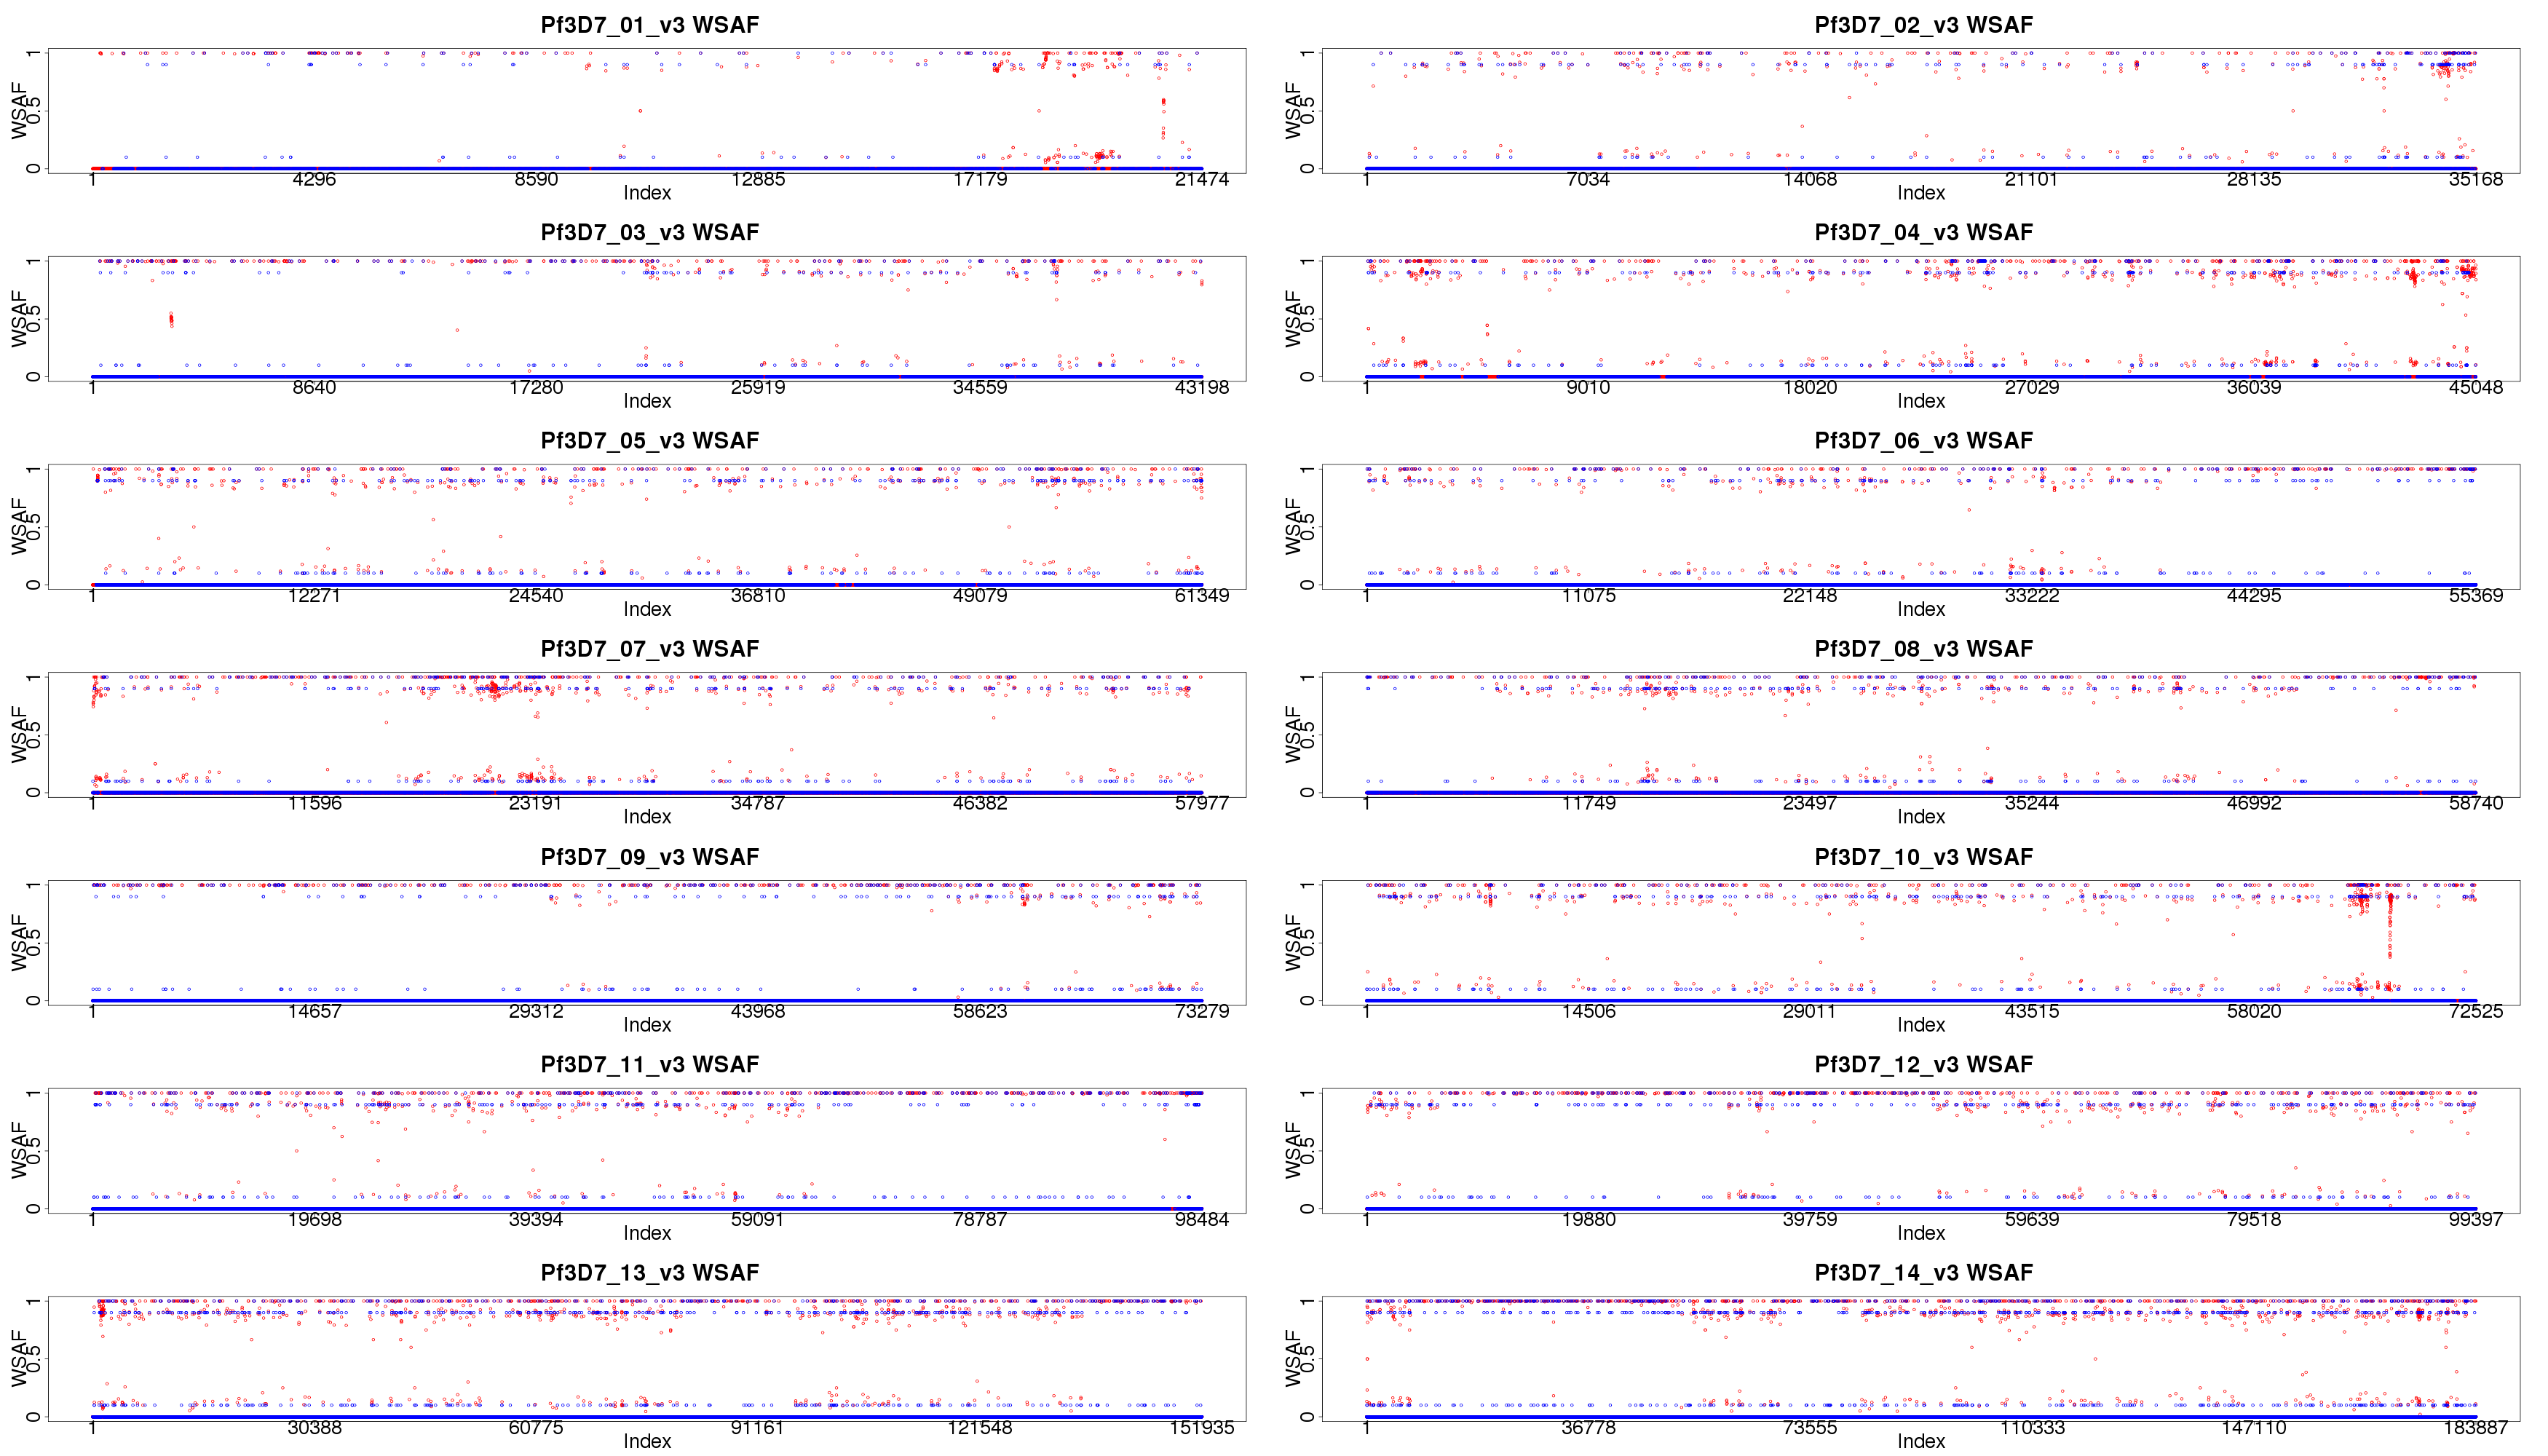 Pf3D7_01_v3 WSAF
WSAF
1
0.5
0
1 4296 8590 12885 17179 21474
Index
Pf3D7_02_v3 WSAF
WSAF
1
0.5
0
1 7034 14068 21101 28135 35168
Index
Pf3D7_03_v3 WSAF
WSAF
1
0.5
0
1 8640 17280 25919 34559 43198
Index
Pf3D7_04_v3 WSAF
WSAF
1
0.5
0
1 9010 18020 27029 36039 45048
Index
Pf3D7_05_v3 WSAF
WSAF
1
0.5
0
1 12271 24540 36810 49079 61349
Index
Pf3D7_06_v3 WSAF
WSAF
1
0.5
0
1 11075 22148 33222 44295 55369
Index
Pf3D7_07_v3 WSAF
WSAF
1
0.5
0
1 11596 23191 34787 46382 57977
Index
Pf3D7_08_v3 WSAF
WSAF
1
0.5
0
1 11749 23497 35244 46992 58740
Index
Pf3D7_09_v3 WSAF
WSAF
1
0.5
0
1 14657 29312 43968 58623 73279
Index
Pf3D7_10_v3 WSAF
WSAF
1
0.5
0
1 14506 29011 43515 58020 72525
Index
Pf3D7_11_v3 WSAF
WSAF
1
0.5
0
1 19698 39394 59091 78787 98484
Index
Pf3D7_12_v3 WSAF
WSAF
1
0.5
0
1 19880 39759 59639 79518 99397
Index
Pf3D7_13_v3 WSAF
WSAF
1
0.5
0
1 30388 60775 91161 121548 151935
Index
Pf3D7_14_v3 WSAF
WSAF
1
0.5
0
1 36778 73555 110333 147110 183887
Index